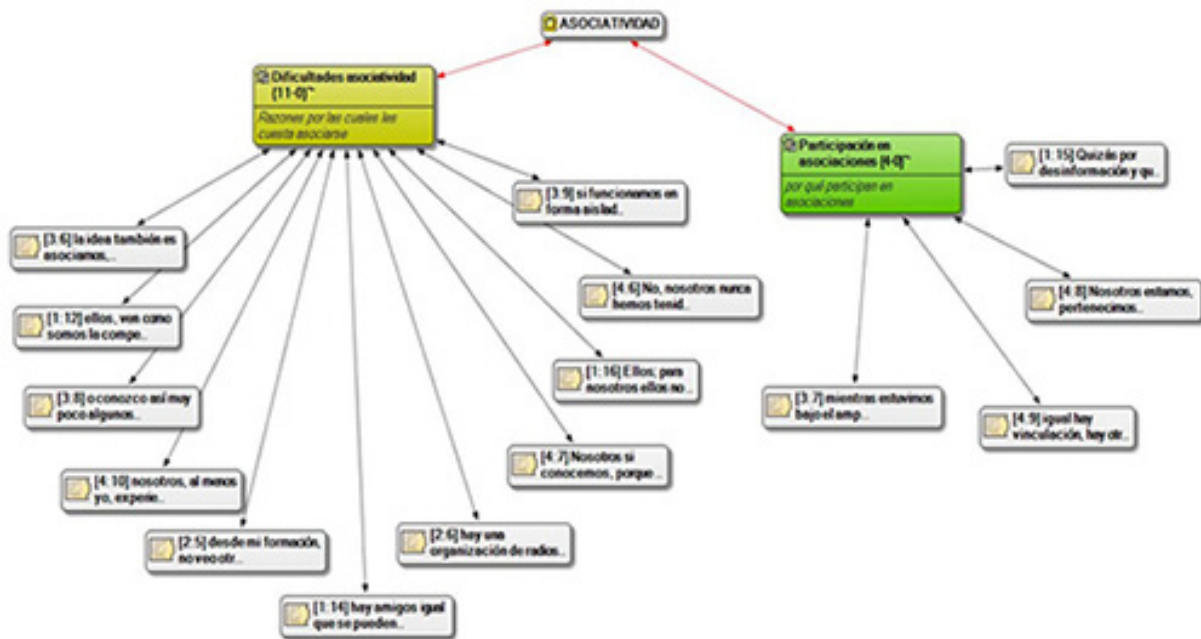 ASOCIATIVIDAD
Dificultades asociatividad
{11-0}~
Razones por las cuales les
cuesta asociarse
Participación en
asociaciones {4-0}~
por qué participan en
asociaciones
[1:15] Quizás por
desinformación y qu..
[3:9] si funcionamos en
forma aislad..
[3:6] la idea también es
asociarnos,..
[4:6] No, nosotros nunca
hemos tenid..
[4:8] Nosotros estamos,
pertenecimos..
[1:12] ellos, ven como
somos la compe..
[1:16] Ellos; para
nosotros ellos no ..
[3:8] o conozco así muy
poco algunos..
[3:7] mientras estuvimos
bajo el amp..
[4:9] igual hay
vinculación, hay otr..
[4:7] Nosotros si
conocemos, porque ..
[4:10] nosotros, al menos
yo, experie..
[2:5] desde mi formación,
no veo otr..
[2:6] hay una
organización de radios..
[1:14] hay amigos igual
que se pueden..